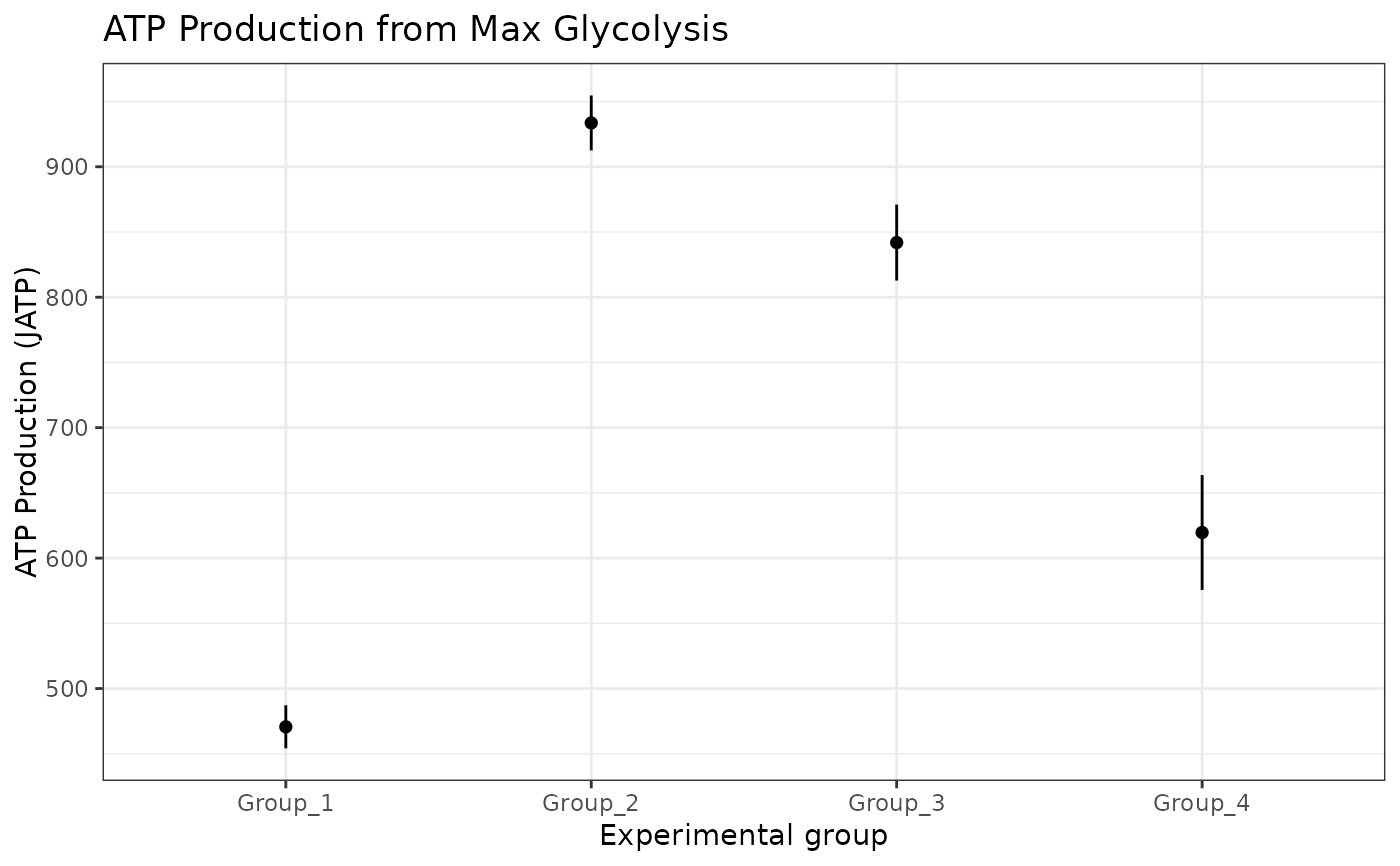 ATP Production from Max Glycolysis
ATP Production (JATP)
900
800
700
600
500
Group_1
Group_2
Group_3
Group_4
Experimental group